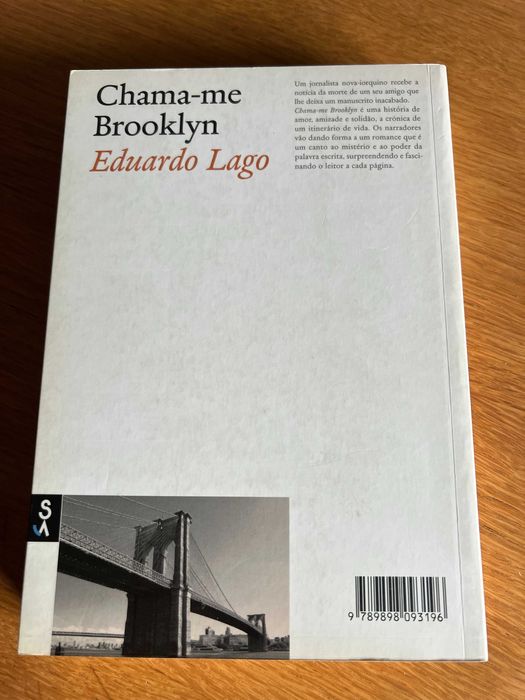 Chama-me
Brooklyn
Eduardo Lago
Um jornalista nova-iorquino recebe a
notícia da morte de um seu amigo que
lhe deixa um manuscrito inacabado.
Chama-me Brooklyn é uma história de
amor, amizade e solidão, a crónica de
um itinerário de vida. Os narradores
vão dando forma a um romance que é
um canto ao mistério e ao poder da
palavra escrita, surpreendendo e fasci-
nando o leitor a cada página.
S
9 789898 093196